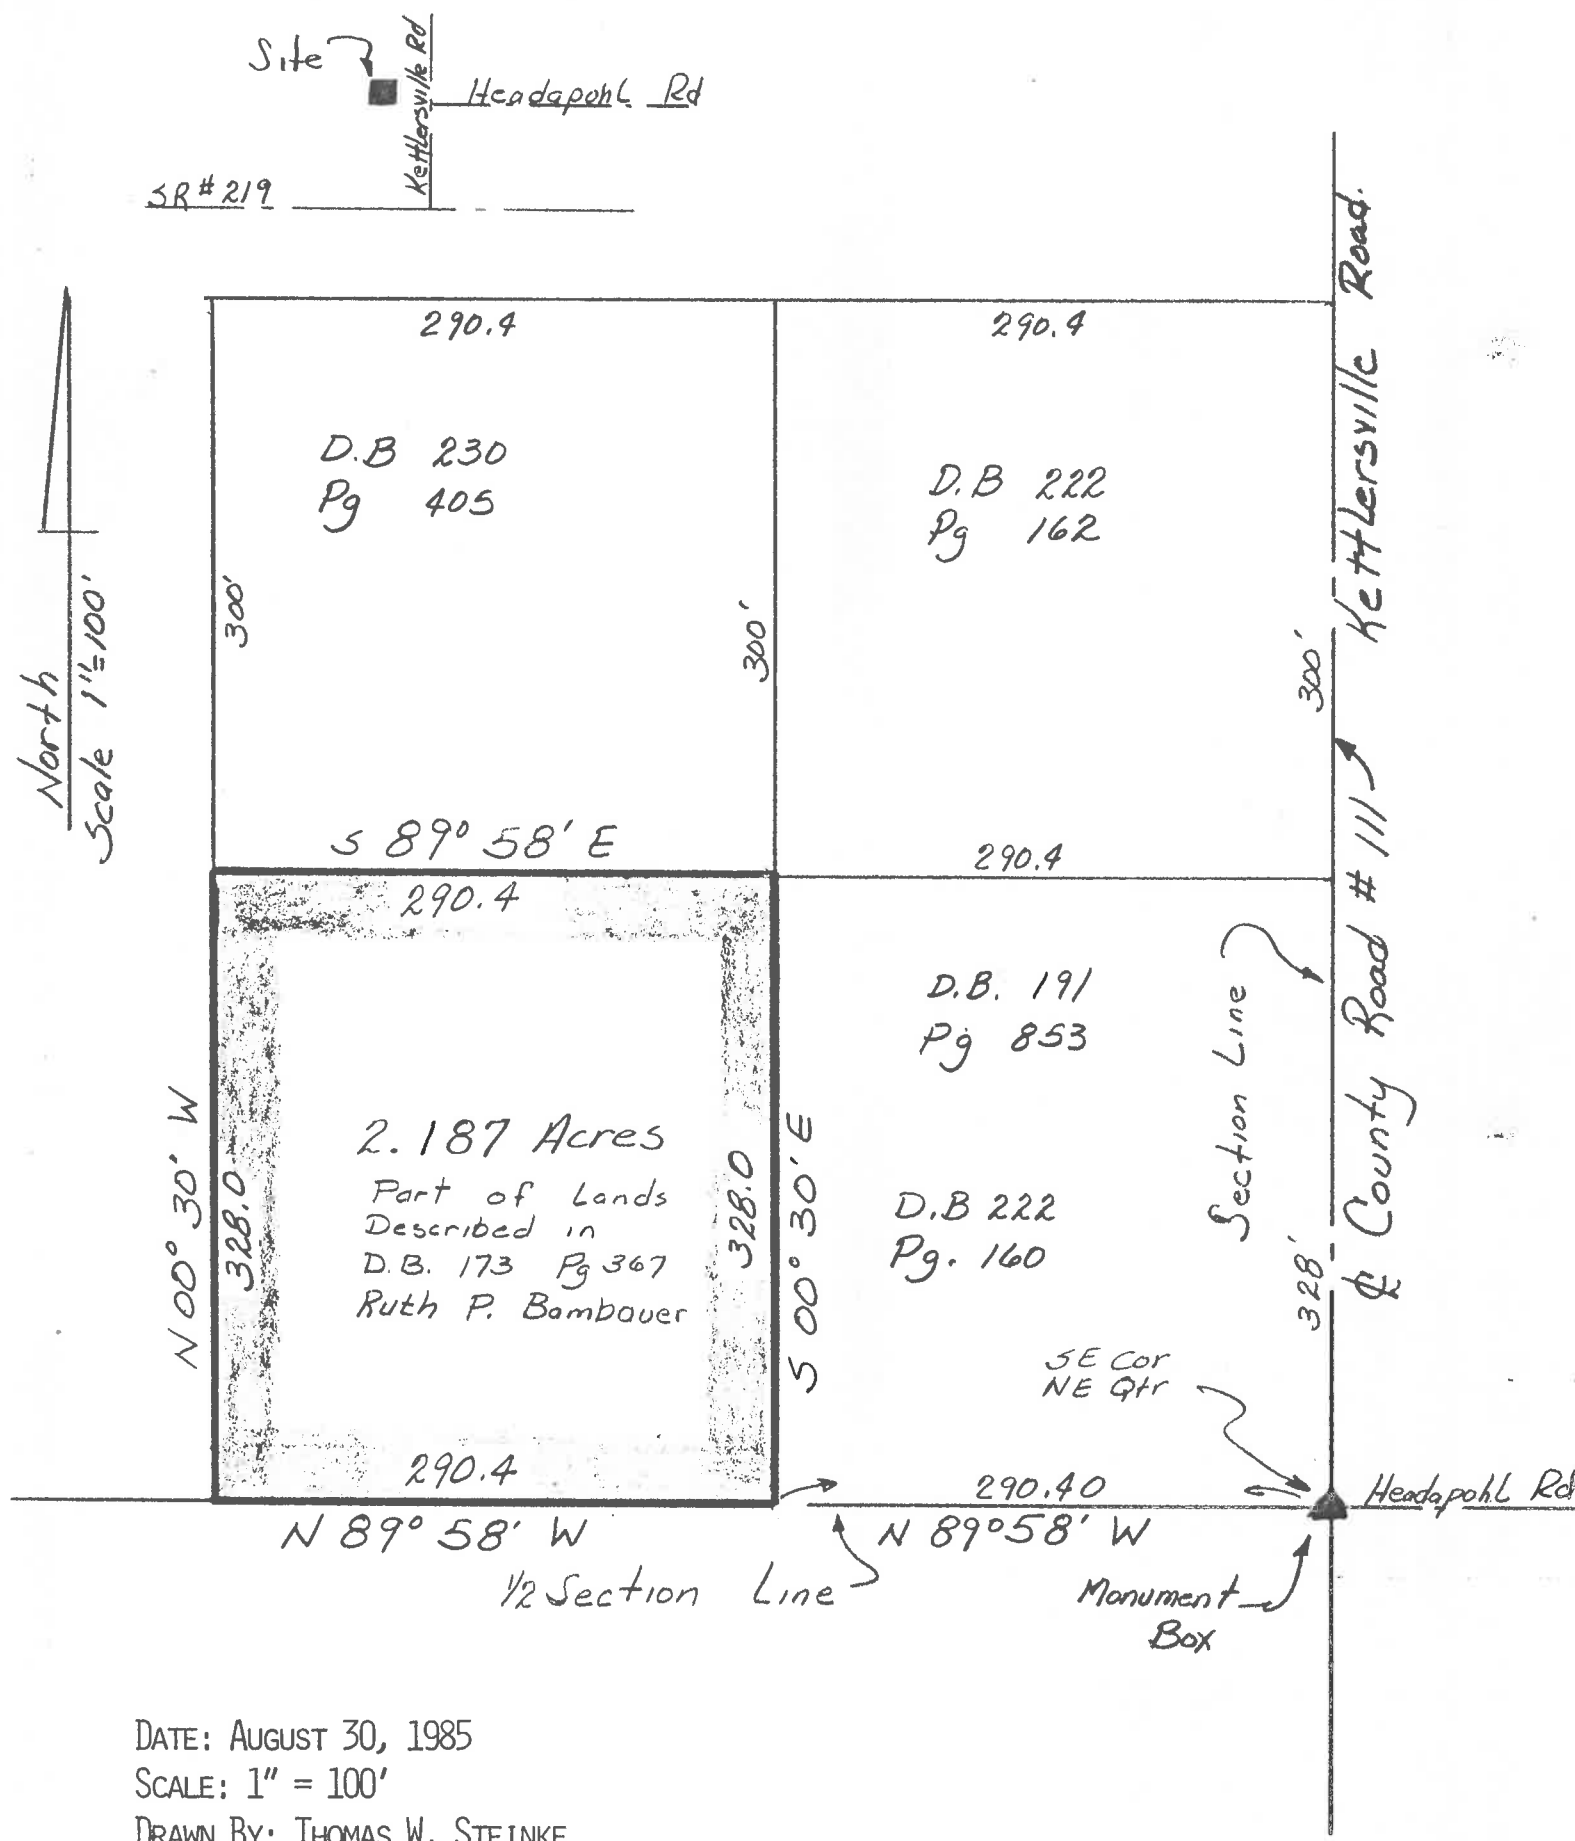 Site
Kettlersville Rd
Headapohl Rd
SR # 219
290.4
290.4
D.B 230
Pg 405
D.B 222
Pg 162
300'
300'
300'
Kettlersville Road.
North
Scale 1"=100'
S 89° 58' E
290.4
290.4
D.B. 191
Pg 853
Section Line
℄ County Road # 111
N 00° 30' W
328.0
2.187 Acres
Part of Lands
Described in
D.B. 173 Pg 367
Ruth P. Bambauer
328.0
S 00° 30' E
D.B 222
Pg. 160
328'
SE Cor
NE Qtr
290.4
290.40
Headapohl Rd
N 89° 58' W
N 89° 58' W
1/2 Section Line
Monument
Box
DATE: AUGUST 30, 1985
SCALE: 1" = 100'
DRAWN BY: THOMAS W. STEINKE